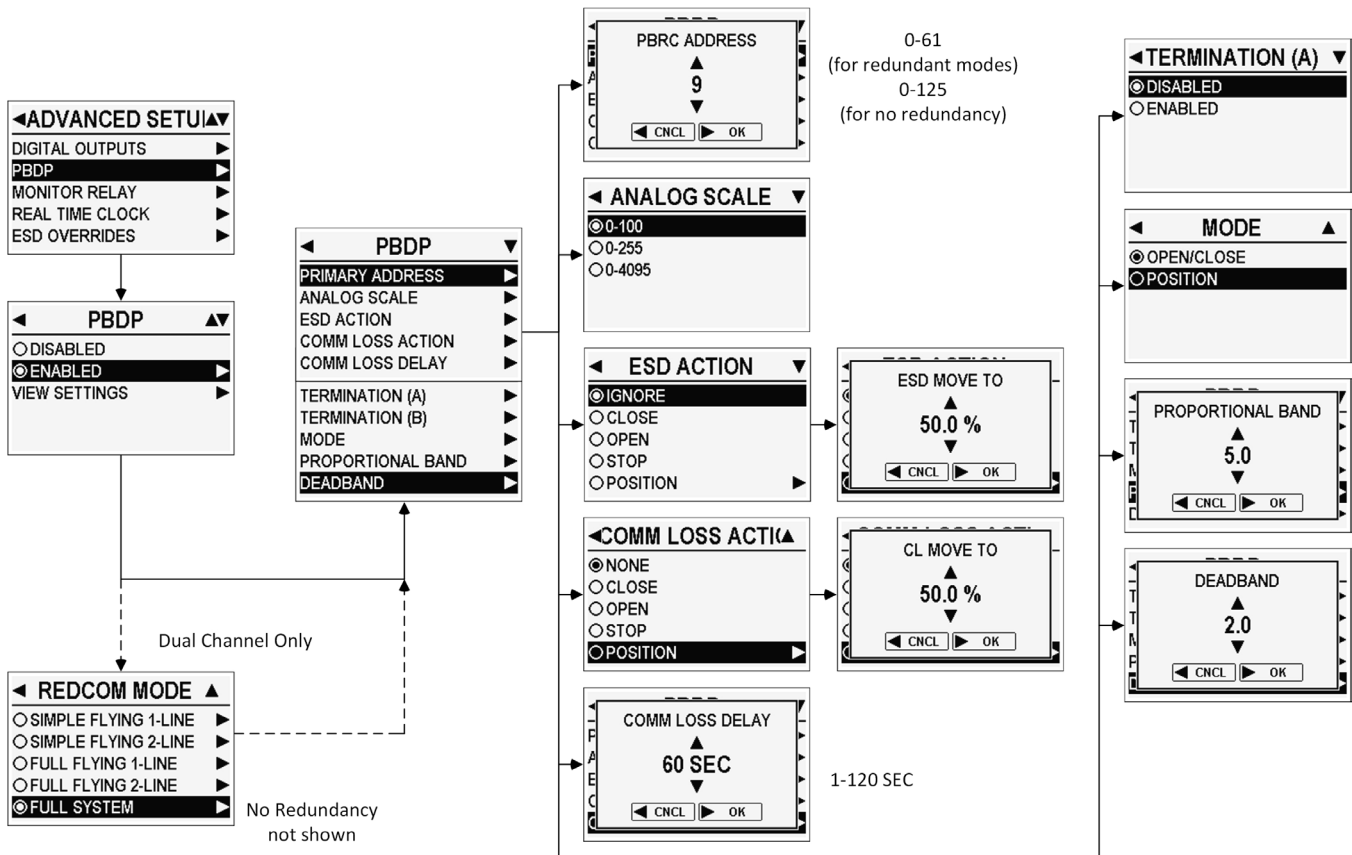 ADVANCED SETU
DIGITAL OUTPUTS
PBDP
MONITOR RELAY
REAL TIME CLOCK
ESD OVERRIDES
PBDP
DISABLED
ENABLED
VIEW SETTINGS
Dual Channel Only
REDCOM MODE
SIMPLE FLYING 1-LINE
SIMPLE FLYING 2-LINE
FULL FLYING 1-LINE
FULL FLYING 2-LINE
FULL SYSTEM
No Redundancy
not shown
PBDP
PRIMARY ADDRESS
ANALOG SCALE
ESD ACTION
COMM LOSS ACTION
COMM LOSS DELAY
TERMINATION (A)
TERMINATION (B)
MODE
PROPORTIONAL BAND
DEADBAND
PBRC ADDRESS
9
CNCL OK
0-61
(for redundant modes)
0-125
(for no redundancy)
ANALOG SCALE
0-100
0-255
0-4095
ESD ACTION
IGNORE
CLOSE
OPEN
STOP
POSITION
ESD MOVE TO
50.0 %
CNCL OK
COMM LOSS ACTI
NONE
CLOSE
OPEN
STOP
POSITION
CL MOVE TO
50.0 %
CNCL OK
COMM LOSS DELAY
60 SEC
CNCL OK
1-120 SEC
TERMINATION (A)
DISABLED
ENABLED
MODE
OPEN/CLOSE
POSITION
PROPORTIONAL BAND
5.0
CNCL OK
DEADBAND
2.0
CNCL OK